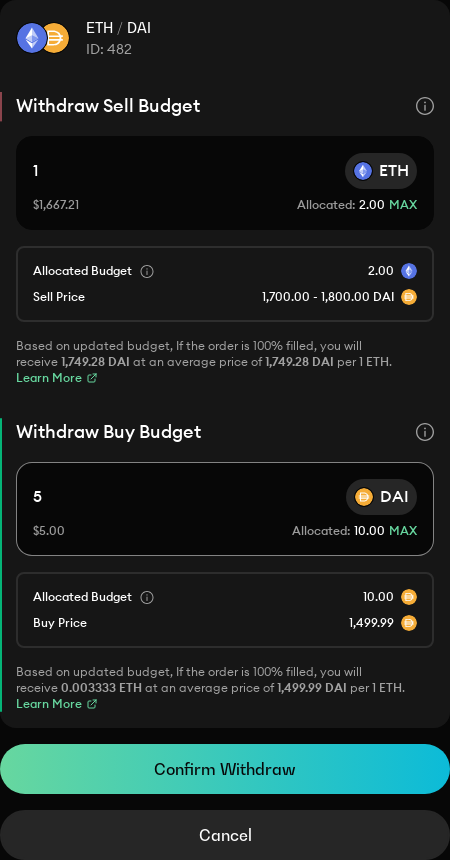 ETH / DAI
ID: 482
Withdraw Sell Budget
1 ETH
$1,667.21 Allocated: 2.00 MAX
Allocated Budget 2.00
Sell Price 1,700.00 - 1,800.00 DAI
Based on updated budget, If the order is 100% filled, you will
receive 1,749.28 DAI at an average price of 1,749.28 DAI per 1 ETH.
Learn More
Withdraw Buy Budget
5 DAI
$5.00 Allocated: 10.00 MAX
Allocated Budget 10.00
Buy Price 1,499.99
Based on updated budget, If the order is 100% filled, you will
receive 0.003333 ETH at an average price of 1,499.99 DAI per 1 ETH.
Learn More
Confirm Withdraw
Cancel